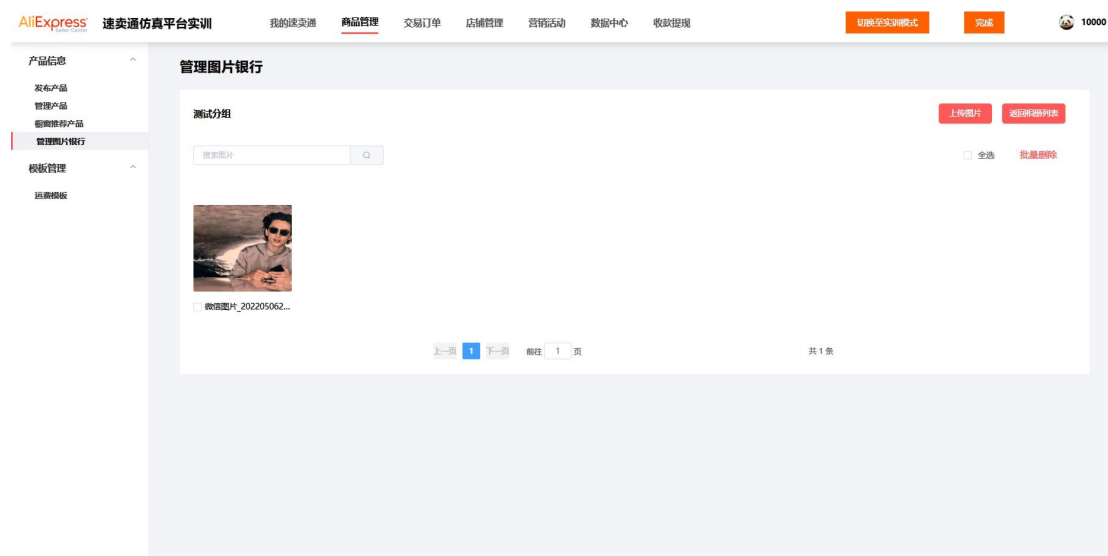 AliExpress 速卖通仿真平台实训 我的速卖通 商品管理 交易订单 店铺管理 营销活动 数据中心 收款提现 切换至实训模式 完成 10000
Seller Center
产品信息
发布产品
管理产品
橱窗推荐产品
管理图片银行
模板管理
运费模板
管理图片银行
测试分组 上传图片 返回相册列表
搜索图片 全选 批量删除
微信图片_202205062...
上一页 1 下一页 前往 1 页 共 1 条